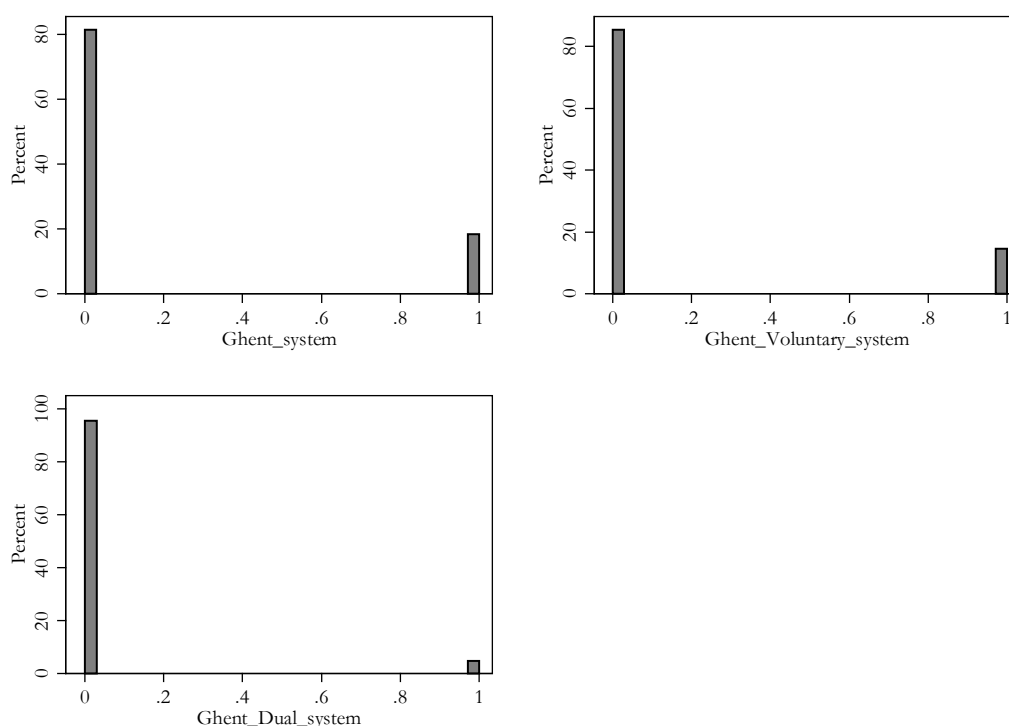 Percent
0 20 40 60 80
0 .2 .4 .6 .8 1
Ghent_system
Percent
0 20 40 60 80
0 .2 .4 .6 .8 1
Ghent_Voluntary_system
Percent
0 20 40 60 80 100
0 .2 .4 .6 .8 1
Ghent_Dual_system